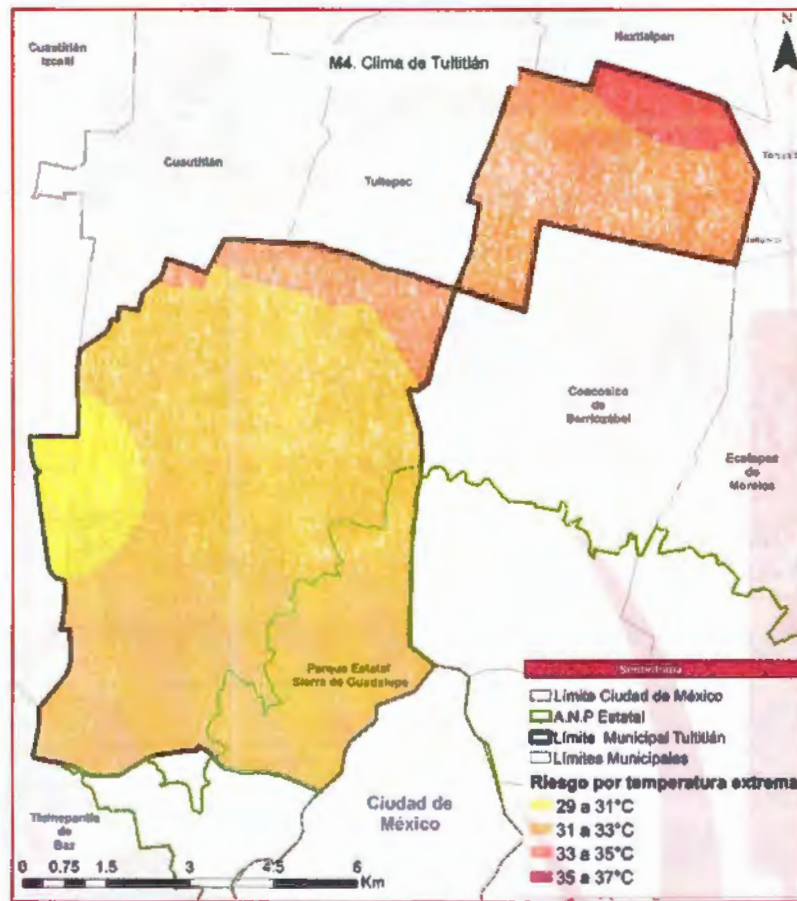 N
Cuautitlán
Izcalli
M4. Clima de Tultitlán
Nextlalpan
Cuautitlán
Tultepec
Coacalco
de
Berriozábal
Ecatepec
de
Morelos
Parque Estatal
Sierra de Guadalupe
Ciudad de
México
Tlalnepantla
de
Baz
Simbología
Límite Ciudad de México
A.N.P Estatal
Límite Municipal Tultitlán
Límites Municipales
Riesgo por temperatura extrema
29 a 31°C
31 a 33°C
33 a 35°C
35 a 37°C
0 0.75 1.5 3 4.5 6
Km